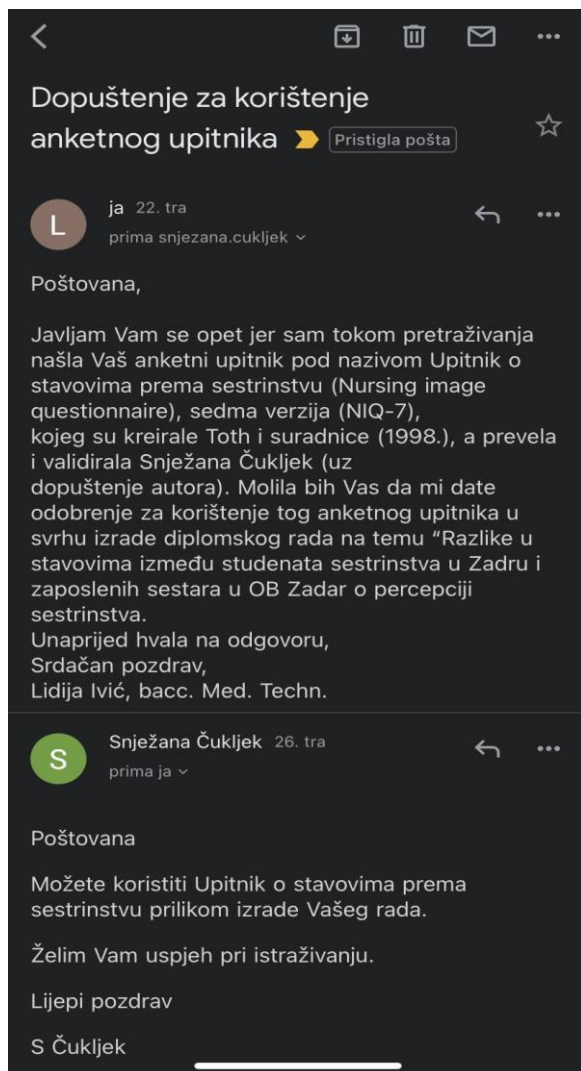 Dopuštenje za korištenje
anketnog upitnika Pristigla pošta
L
ja 22. tra
prima snjezana.cukljek
Poštovana,
Javljam Vam se opet jer sam tokom pretraživanja
našla Vaš anketni upitnik pod nazivom Upitnik o
stavovima prema sestrinstvu (Nursing image
questionnaire), sedma verzija (NIQ-7),
kojeg su kreirale Toth i suradnice (1998.), a prevela
i validirala Snježana Čukljek (uz
dopuštenje autora). Molila bih Vas da mi date
odobrenje za korištenje tog anketnog upitnika u
svrhu izrade diplomskog rada na temu “Razlike u
stavovima između studenata sestrinstva u Zadru i
zaposlenih sestara u OB Zadar o percepciji
sestrinstva.
Unaprijed hvala na odgovoru,
Srdačan pozdrav,
Lidija Ivić, bacc. Med. Techn.
S
Snježana Čukljek 26. tra
prima ja
Poštovana
Možete koristiti Upitnik o stavovima prema
sestrinstvu prilikom izrade Vašeg rada.
Želim Vam uspjeh pri istraživanju.
Lijepi pozdrav
S Čukljek